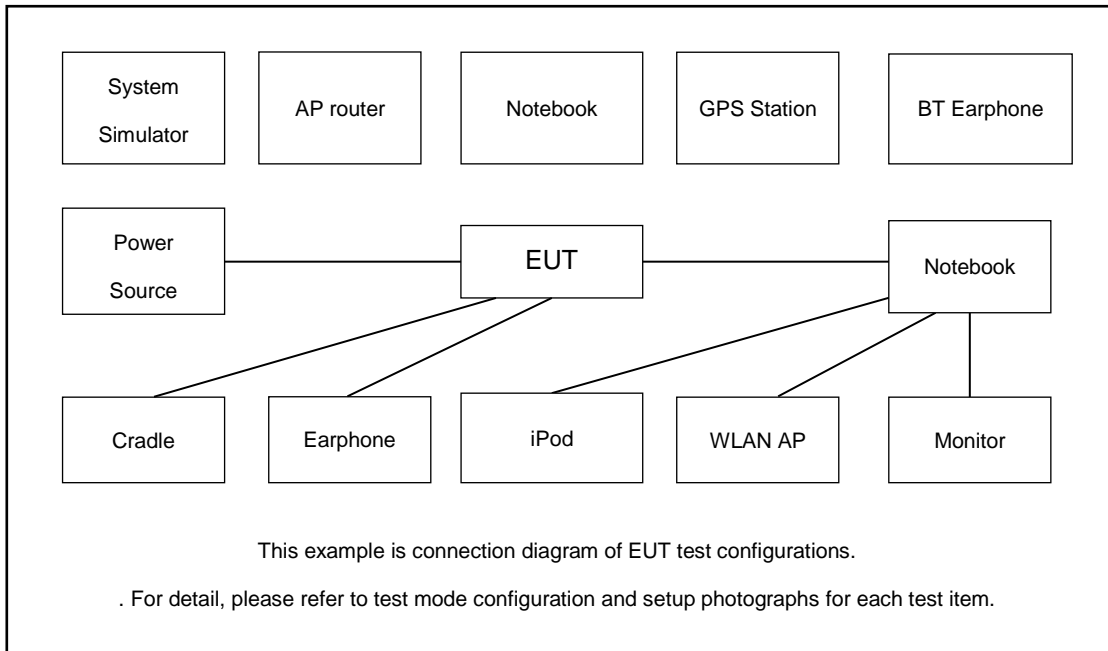 System
Simulator
AP router
Notebook
GPS Station
BT Earphone
Power
Source
EUT
Notebook
Cradle
Earphone
iPod
WLAN AP
Monitor
This example is connection diagram of EUT test configurations.
. For detail, please refer to test mode configuration and setup photographs for each test item.